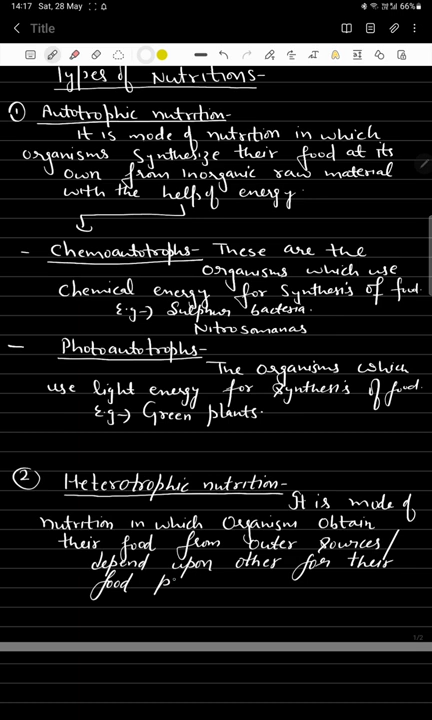 14:17 Sat, 28 May 66%
Title
Types of Nutritions-
① Autotrophic nutrition-
It is mode of nutrition in which
organisms synthesize their food at its
own from inorganic raw material
with the help of energy.
- Chemoautotrophs- These are the
organisms which use
chemical energy for synthesis of food.
E.g→ Sulphur bacteria.
Nitrosomanas
- Photoautotrophs-
The organisms which
use light energy for synthesis of food.
E.g→ Green plants.
② Heterotrophic nutrition-
It is mode of
nutrition in which organism obtain
their food from outer sources/
depend upon other for their
food p
1/2